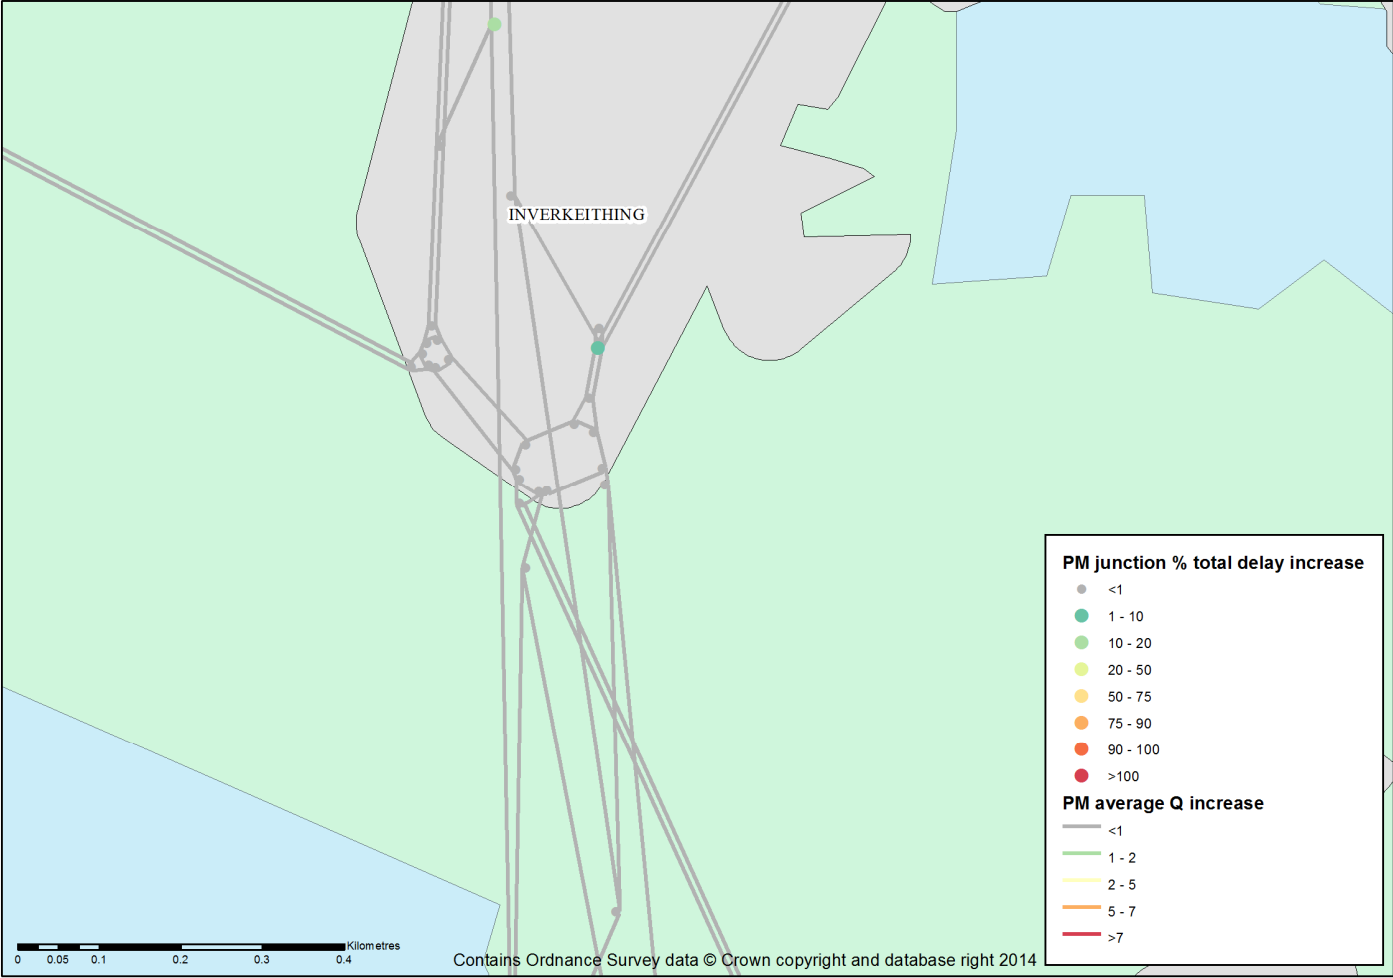 INVERKEITHING
PM junction % total delay increase
<1
1 - 10
10 - 20
20 - 50
50 - 75
75 - 90
90 - 100
>100
PM average Q increase
<1
1 - 2
2 - 5
5 - 7
>7
Kilometres
0 0.05 0.1 0.2 0.3 0.4
Contains Ordnance Survey data © Crown copyright and database right 2014